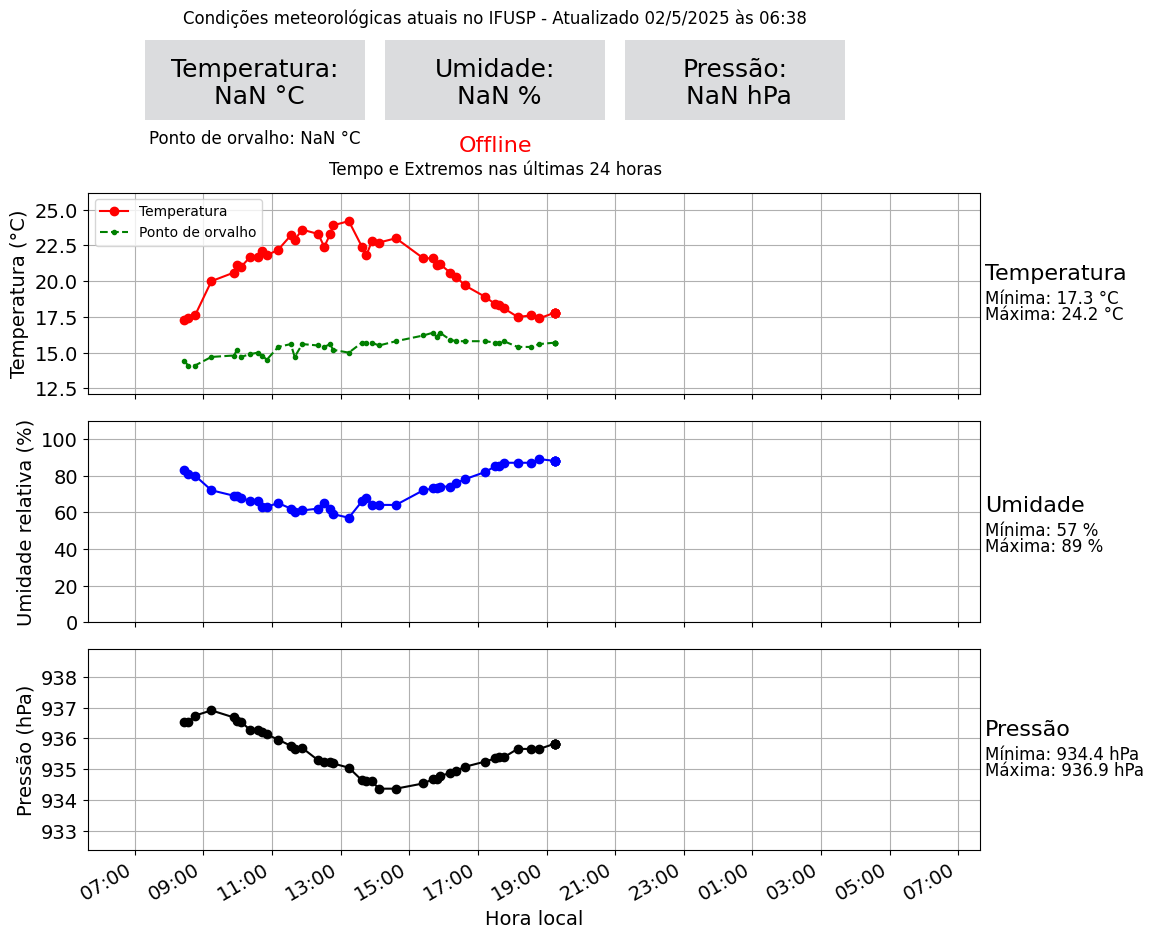 Condições meteorológicas atuais no IFUSP - Atualizado 02/5/2025 às 06:38
Temperatura:
NaN °C
Umidade:
NaN %
Pressão:
NaN hPa
Ponto de orvalho: NaN °C
Offline
Tempo e Extremos nas últimas 24 horas
Temperatura (°C)
25.0
22.5
20.0
17.5
15.0
12.5
Temperatura
Ponto de orvalho
Temperatura
Mínima: 17.3 °C
Máxima: 24.2 °C
Umidade relativa (%)
100
80
60
40
20
0
Umidade
Mínima: 57 %
Máxima: 89 %
Pressão (hPa)
938
937
936
935
934
933
Pressão
Mínima: 934.4 hPa
Máxima: 936.9 hPa
07:00 09:00 11:00 13:00 15:00 17:00 19:00 21:00 23:00 01:00 03:00 05:00 07:00
Hora local